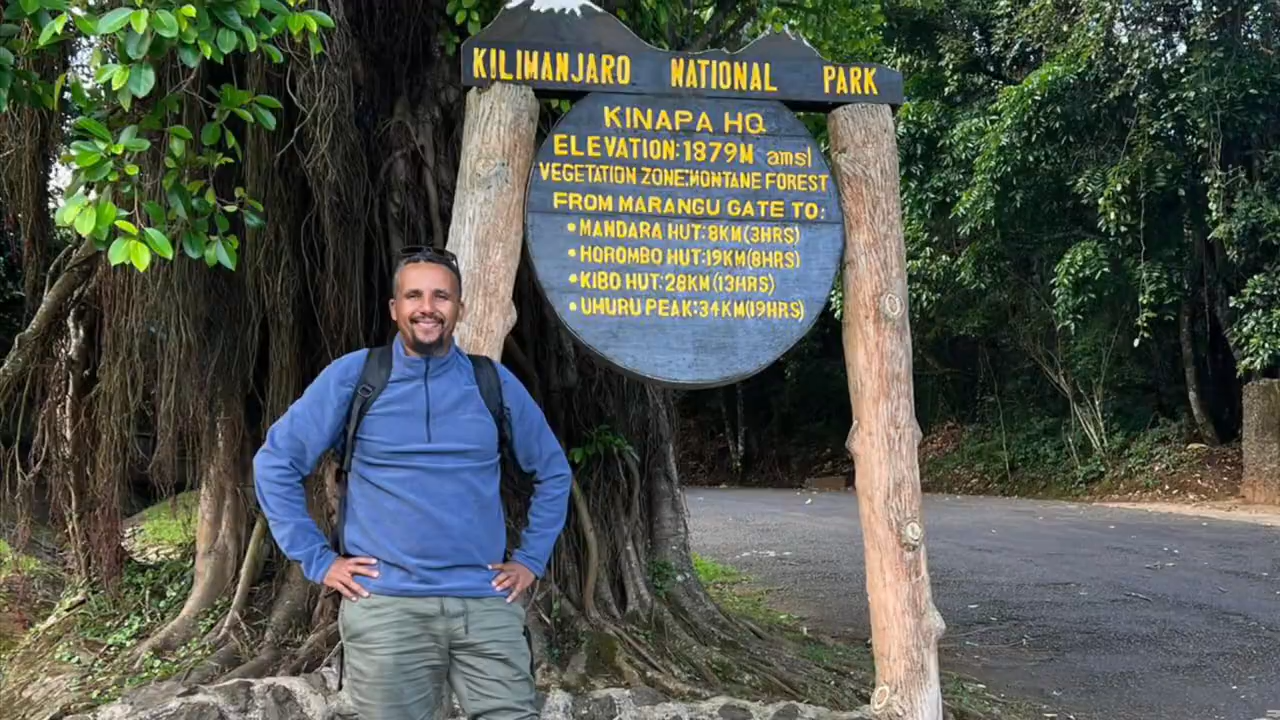 KILIMANJARO NATIONAL PARK
KINAPA HQ
ELEVATION:1879M amsl
VEGETATION ZONE:MONTANE FOREST
FROM MARANGU GATE TO:
• MANDARA HUT:8KM(3HRS)
• HOROMBO HUT:19KM(8HRS)
• KIBO HUT:28KM(13HRS)
• UHURU PEAK:34KM(19HRS)